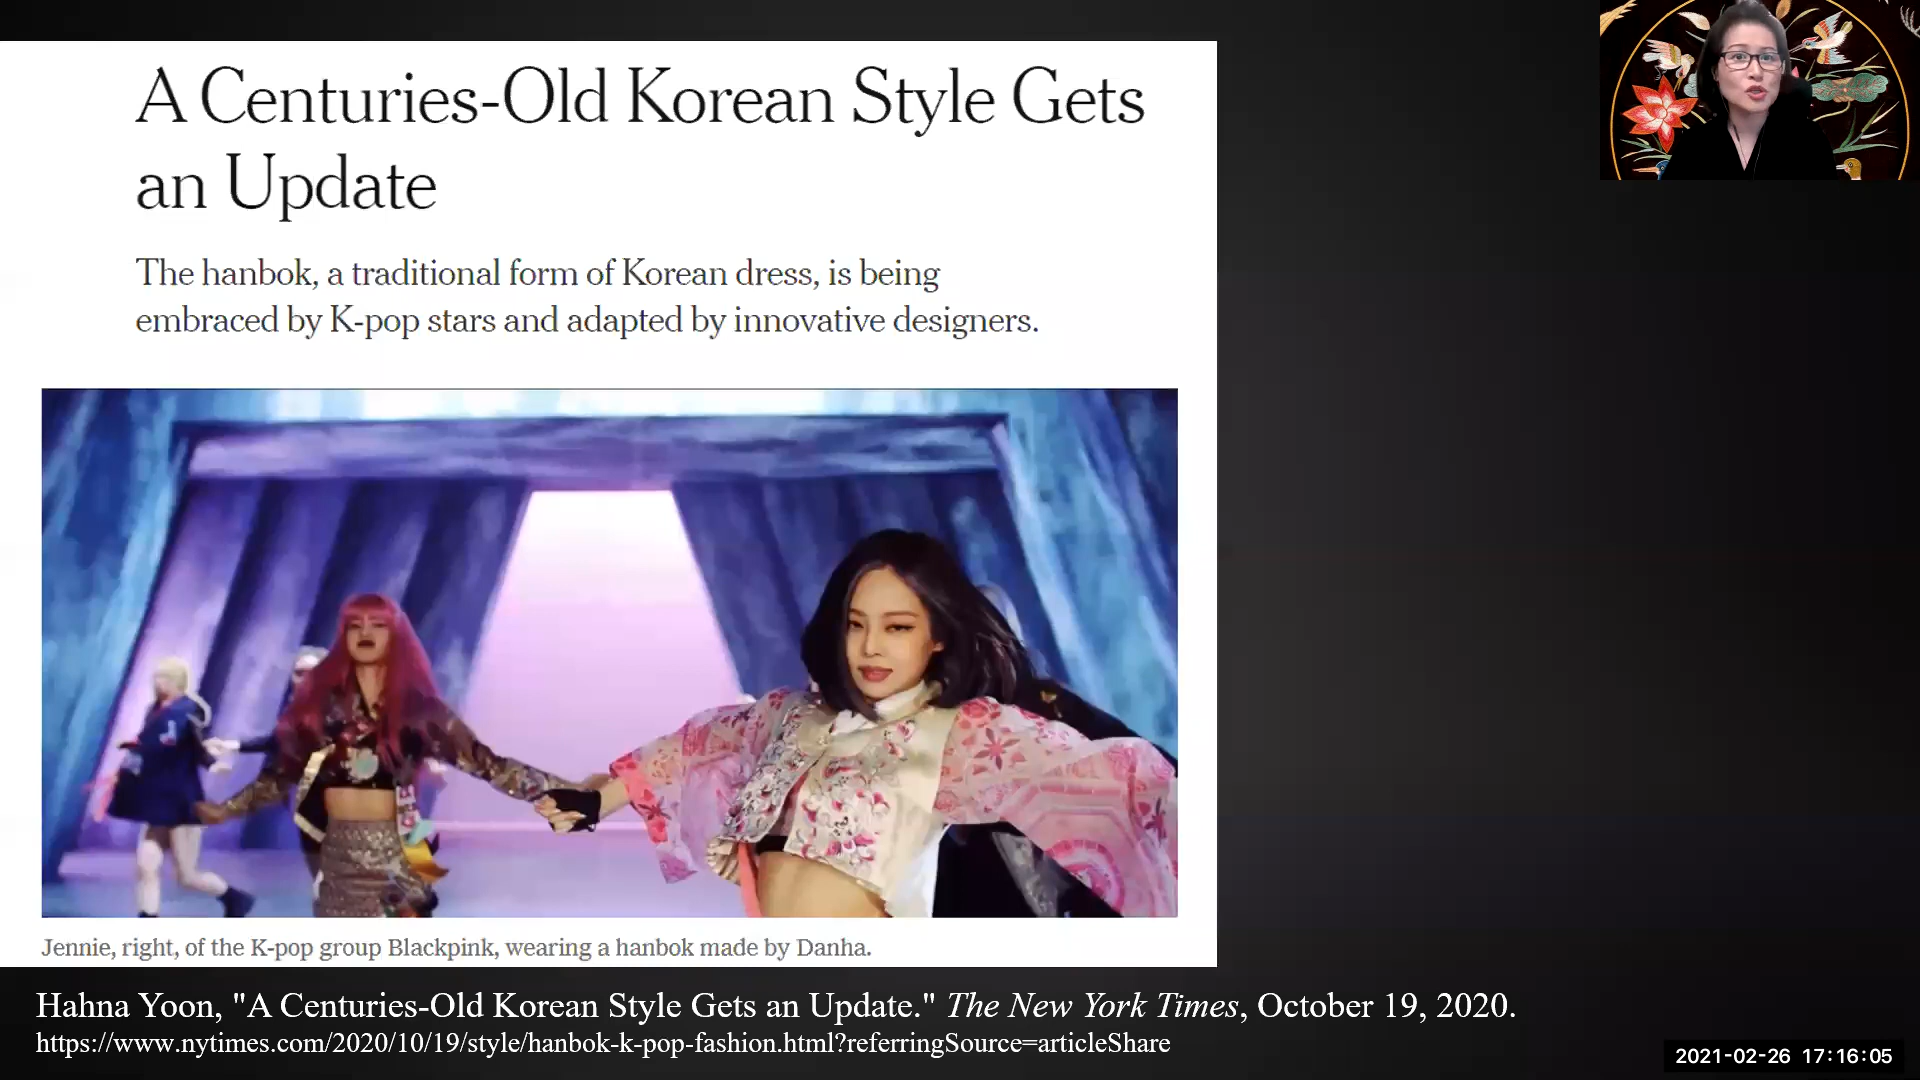 A Centuries-Old Korean Style Gets
an Update
The hanbok, a traditional form of Korean dress, is being
embraced by K-pop stars and adapted by innovative designers.
Jennie, right, of the K-pop group Blackpink, wearing a hanbok made by Danha.
Hahna Yoon, "A Centuries-Old Korean Style Gets an Update." The New York Times, October 19, 2020.
https://www.nytimes.com/2020/10/19/style/hanbok-k-pop-fashion.html?referringSource=articleShare
2021-02-26 17:16:05